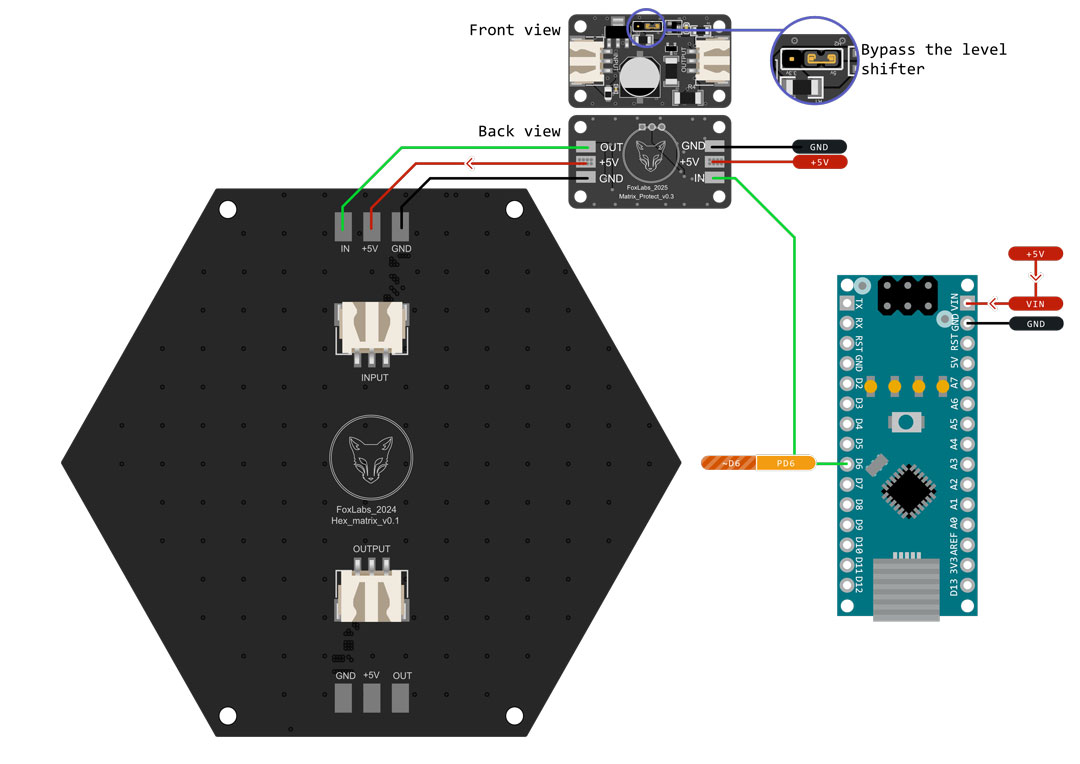 Front view
INPUT
OUTPUT
R4
Bypass the level
shifter
Back view
OUT
+5V
GND
GND
+5V
IN
FoxLabs_2025
Matrix_Protect_v0.3
GND
+5V
IN
+5V
GND
INPUT
FoxLabs_2024
Hex_matrix_v0.1
OUTPUT
GND
+5V
OUT
~D6
PD6
+5V
VIN
GND
TX
RX
RST
GND
D2
D3
D4
D5
D6
D7
D8
D9
D10
D11
D12
VIN
GND
RST
5V
A7
A6
A5
A4
A3
A2
A1
A0
AREF
3V3
D13